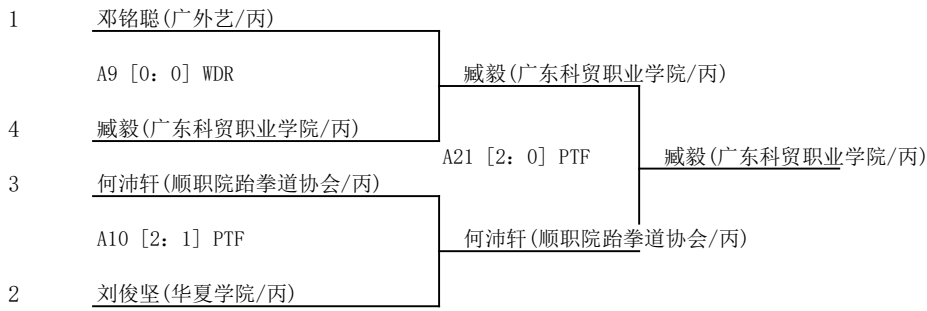 1 邓铭聪(广外艺/丙)
A9 [0: 0] WDR 臧毅(广东科贸职业学院/丙)
4 臧毅(广东科贸职业学院/丙)
A21 [2: 0] PTF 臧毅(广东科贸职业学院/丙)
3 何沛轩(顺职院跆拳道协会/丙)
A10 [2: 1] PTF 何沛轩(顺职院跆拳道协会/丙)
2 刘俊坚(华夏学院/丙)